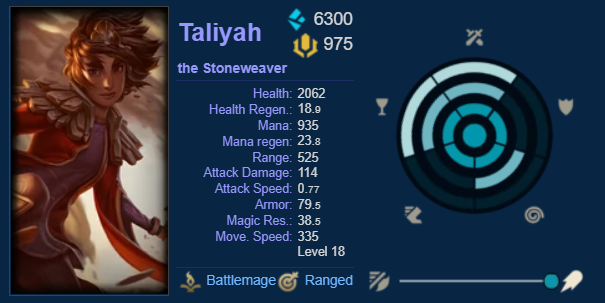 Taliyah
6300
975
the Stoneweaver
Health: 2062
Health Regen.: 18.9
Mana: 935
Mana regen: 23.8
Range: 525
Attack Damage: 114
Attack Speed: 0.77
Armor: 79.5
Magic Res.: 38.5
Move. Speed: 335
Level 18
Battlemage Ranged